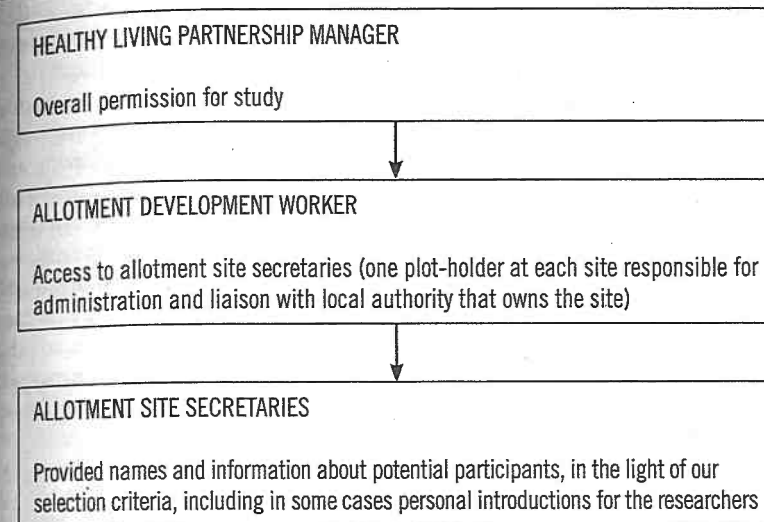 HEALTHY LIVING PARTNERSHIP MANAGER
Overall permission for study
ALLOTMENT DEVELOPMENT WORKER
Access to allotment site secretaries (one plot-holder at each site responsible for
administration and liaison with local authority that owns the site)
ALLOTMENT SITE SECRETARIES
Provided names and information about potential participants, in the light of our
selection criteria, including in some cases personal introductions for the researchers